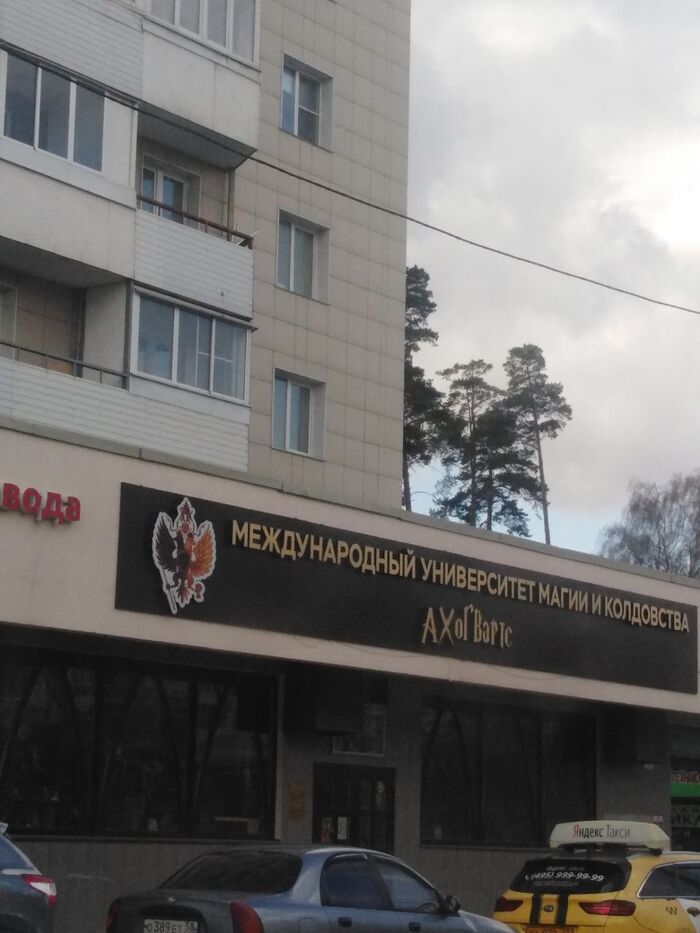 вода
МЕЖДУНАРОДНЫЙ УНИВЕРСИТЕТ МАГИИ И КОЛДОВСТВА
АХоГВартс
Яндекс Такси
(495) 999-99-99